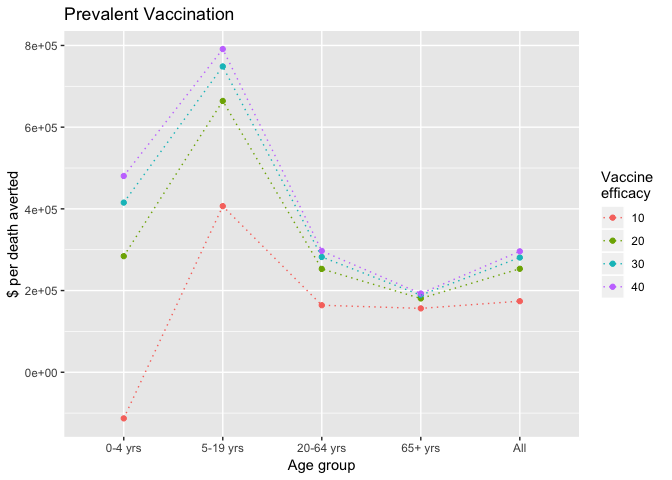 Prevalent Vaccination
8e+05
6e+05
4e+05
2e+05
0e+00
$ per death averted
0-4 yrs
5-19 yrs
20-64 yrs
65+ yrs
All
Age group
Vaccine
efficacy
10
20
30
40